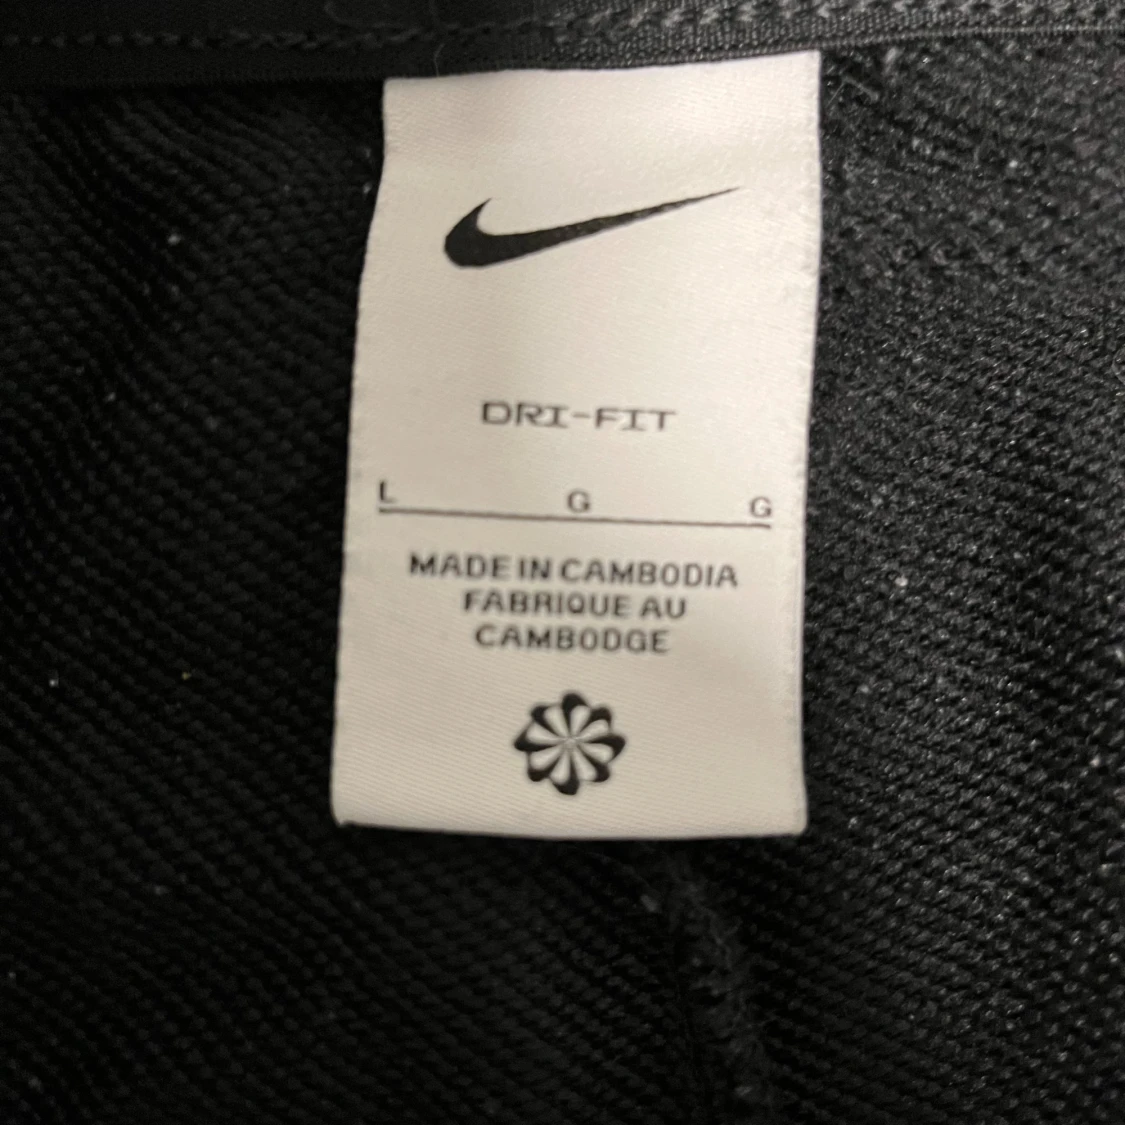 DRI-FIT
L G G
MADE IN CAMBODIA
FABRIQUE AU
CAMBODGE